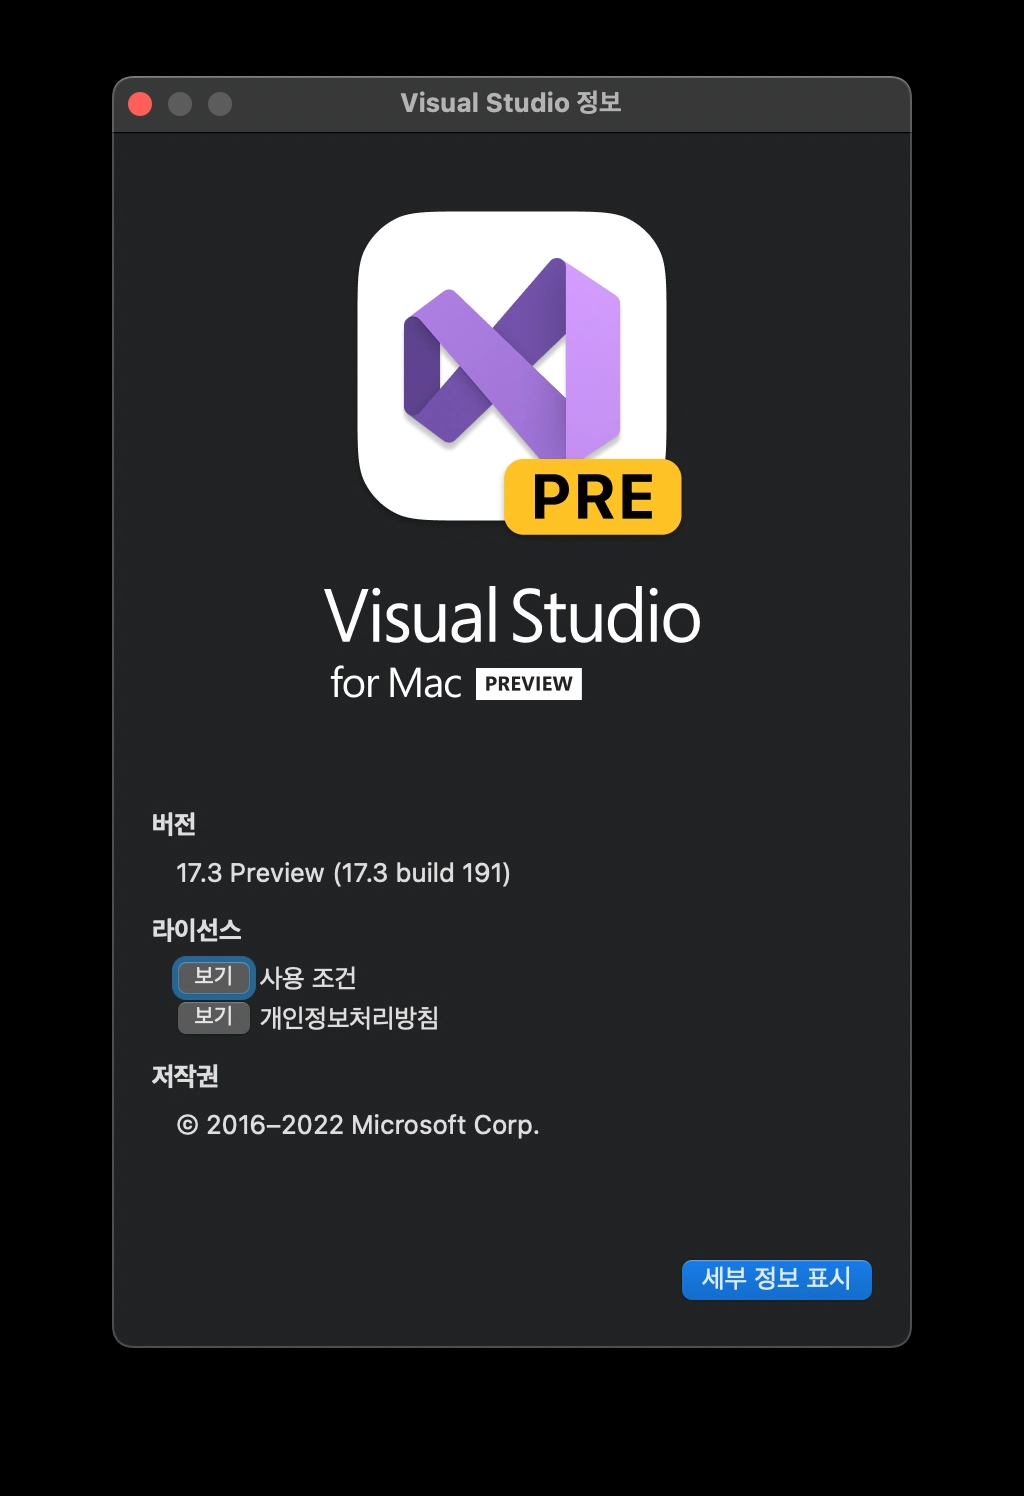 Visual Studio 정보
PRE
Visual Studio
for Mac PREVIEW
버전
17.3 Preview (17.3 build 191)
라이선스
보기 사용 조건
보기 개인정보처리방침
저작권
© 2016–2022 Microsoft Corp.
세부 정보 표시